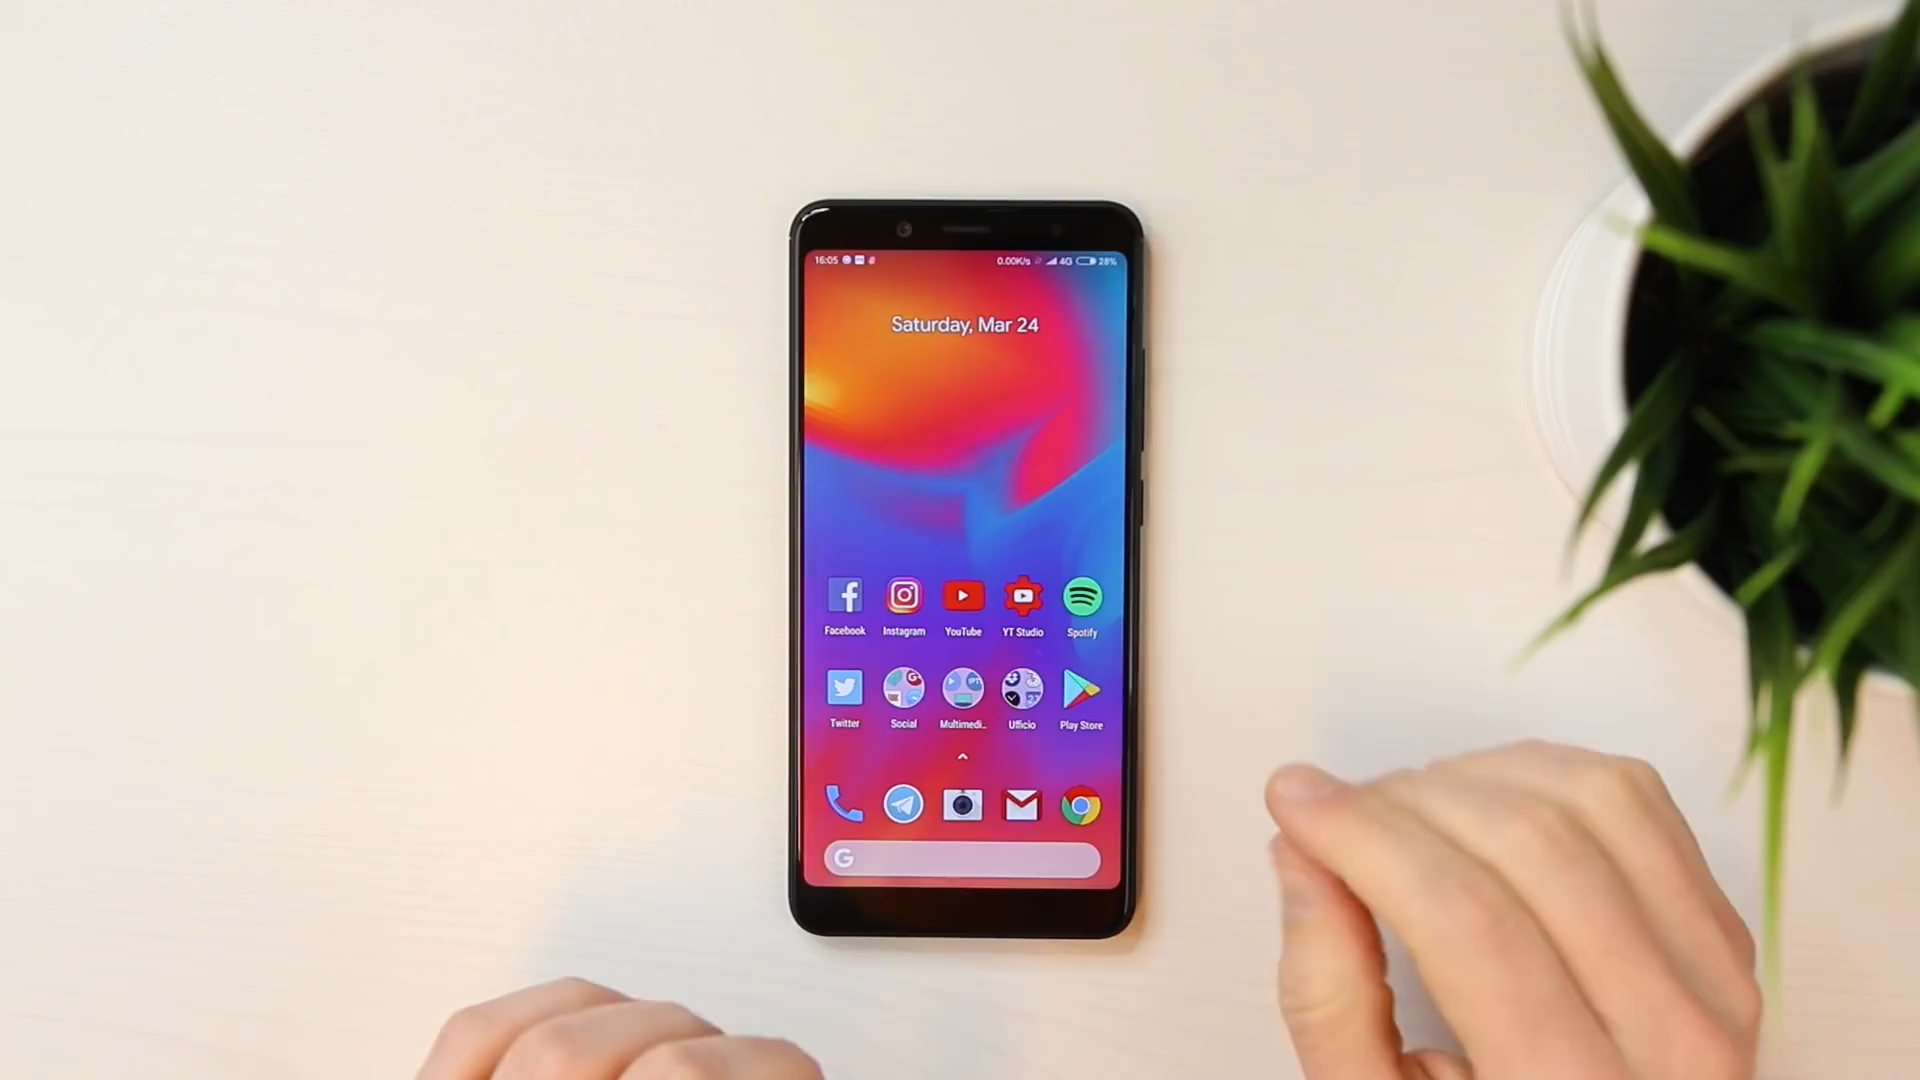 16:05 0.00K/s 4G 28%
Saturday, Mar 24
Facebook Instagram YouTube YT Studio Spotify
Twitter Social Multimedi.. Ufficio Play Store
G